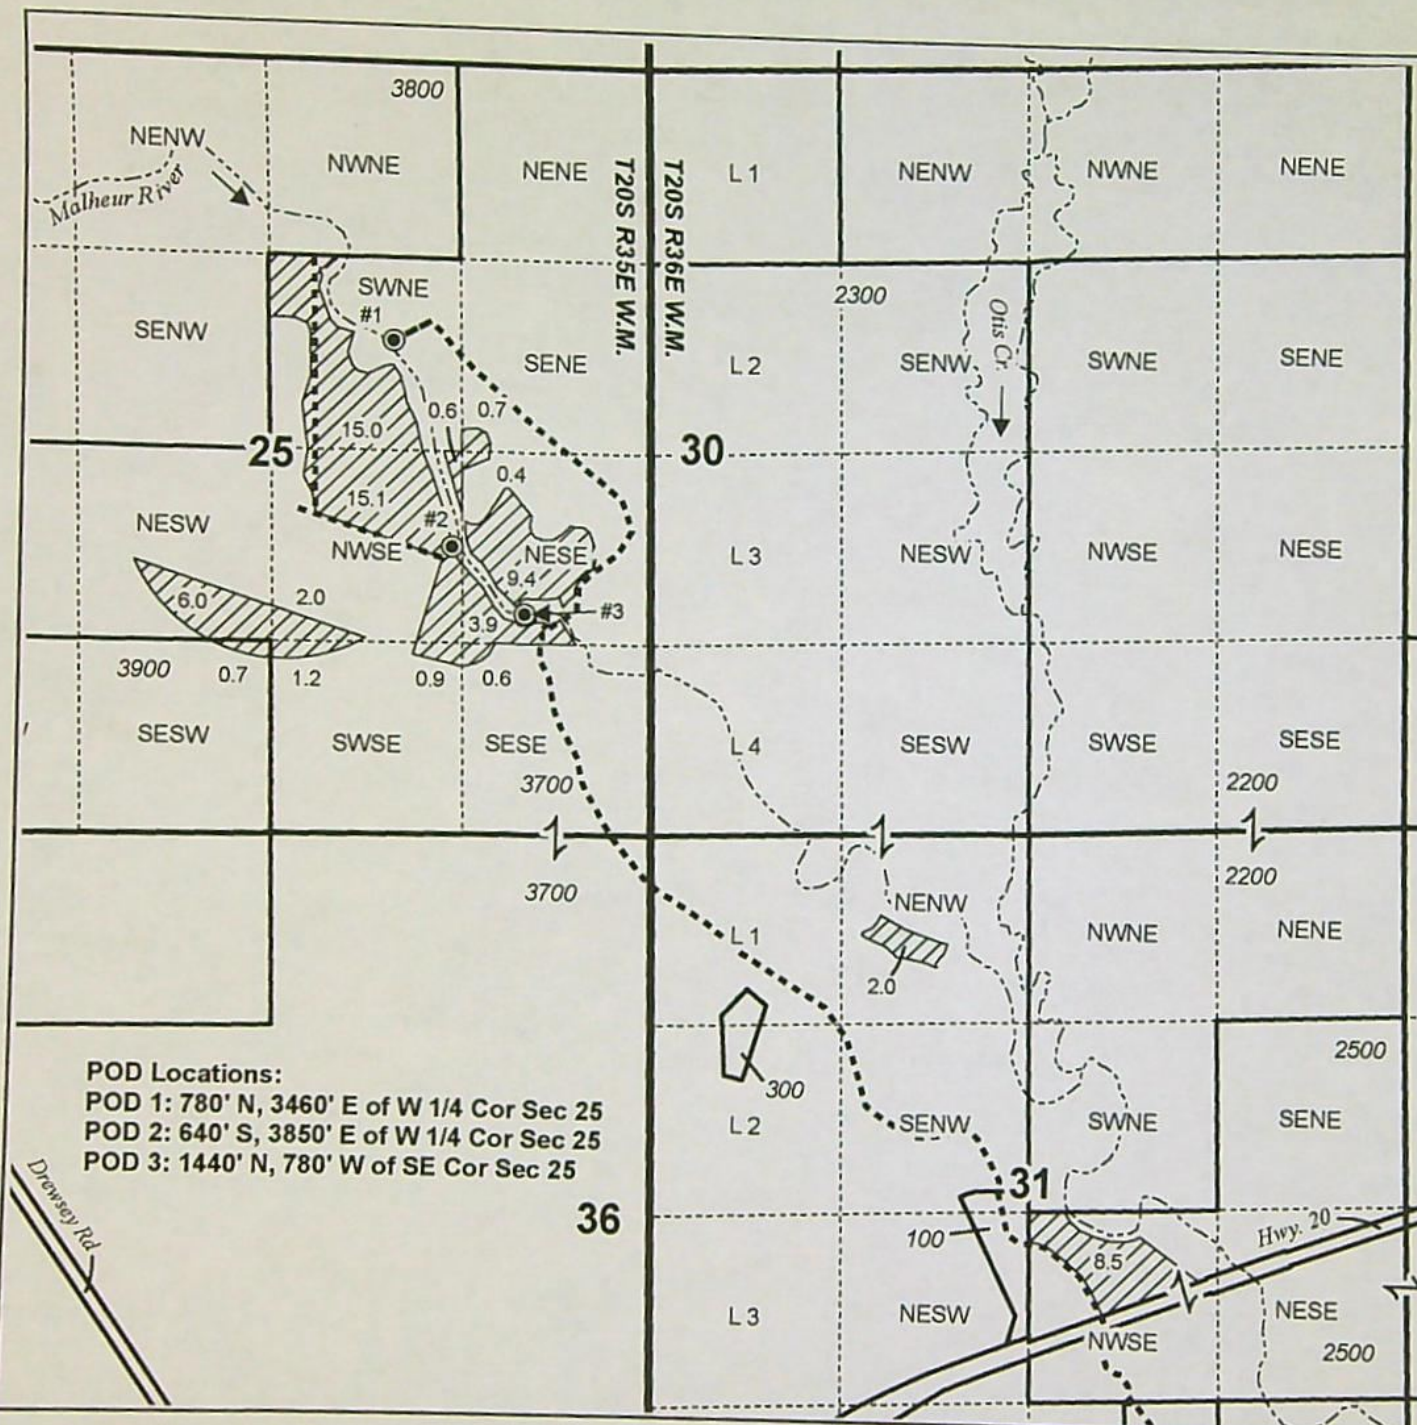 3800
NENW
NWNE
NENE
L 1
NENW
NWNE
NENE
Malheur River
T20S R35E W.M.
T20S R36E W.M.
SWNE
#1
2300
Otis Cr.
SENW
SENE
L 2
SENW
SWNE
SENE
0.6
0.7
15.0
25
30
0.4
15.1
#2
NESW
NWSE
NESE
L 3
NESW
NWSE
NESE
9.4
6.0
2.0
3.9
#3
3900
0.7
1.2
0.9
0.6
SESW
SWSE
SESE
L 4
SESW
SWSE
SESE
3700
2200
3700
2200
NENW
L 1
NWNE
NENE
2.0
2500
300
POD Locations:
POD 1: 780' N, 3460' E of W 1/4 Cor Sec 25
POD 2: 640' S, 3850' E of W 1/4 Cor Sec 25
POD 3: 1440' N, 780' W of SE Cor Sec 25
L 2
SENW
SWNE
SENE
31
Drewsey Rd
36
100
Hwy. 20
8.5
L 3
NESW
NWSE
NESE
2500